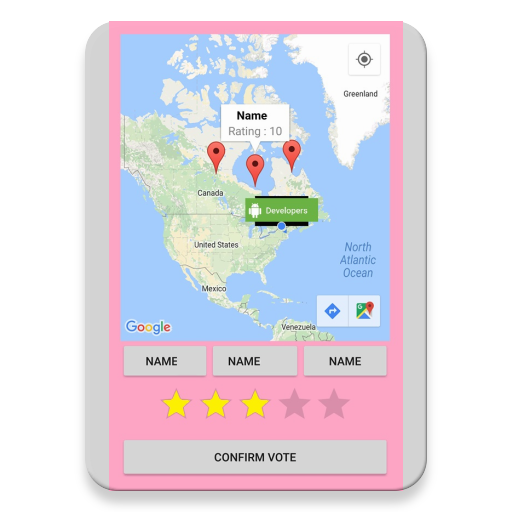 Greenland
Name
Rating : 10
Canada
Developers
United States
North
Atlantic
Ocean
Mexico
Google
Venezuela
NAME
NAME
NAME
CONFIRM VOTE